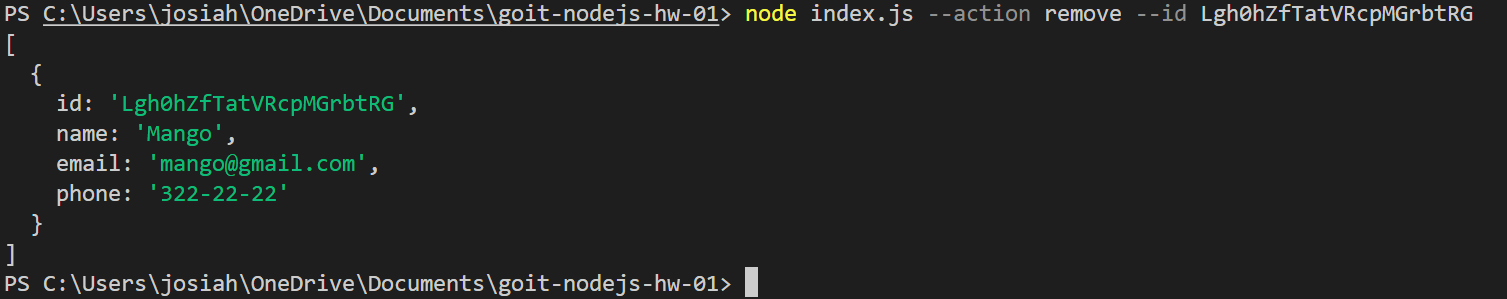 PS C:\Users\josiah\OneDrive\Documents\goit-nodejs-hw-01> node index.js --action remove --id Lgh0hZfTatVRcpMGrbtRG
[
  {
    id: 'Lgh0hZfTatVRcpMGrbtRG',
    name: 'Mango',
    email: 'mango@gmail.com',
    phone: '322-22-22'
  }
]
PS C:\Users\josiah\OneDrive\Documents\goit-nodejs-hw-01>